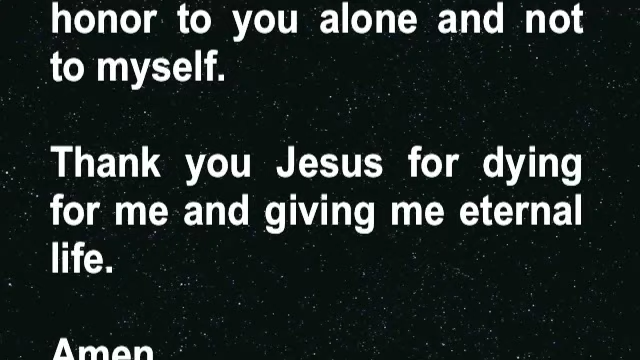 honor to you alone and not
to myself.
Thank you Jesus for dying
for me and giving me eternal
life.
Amen